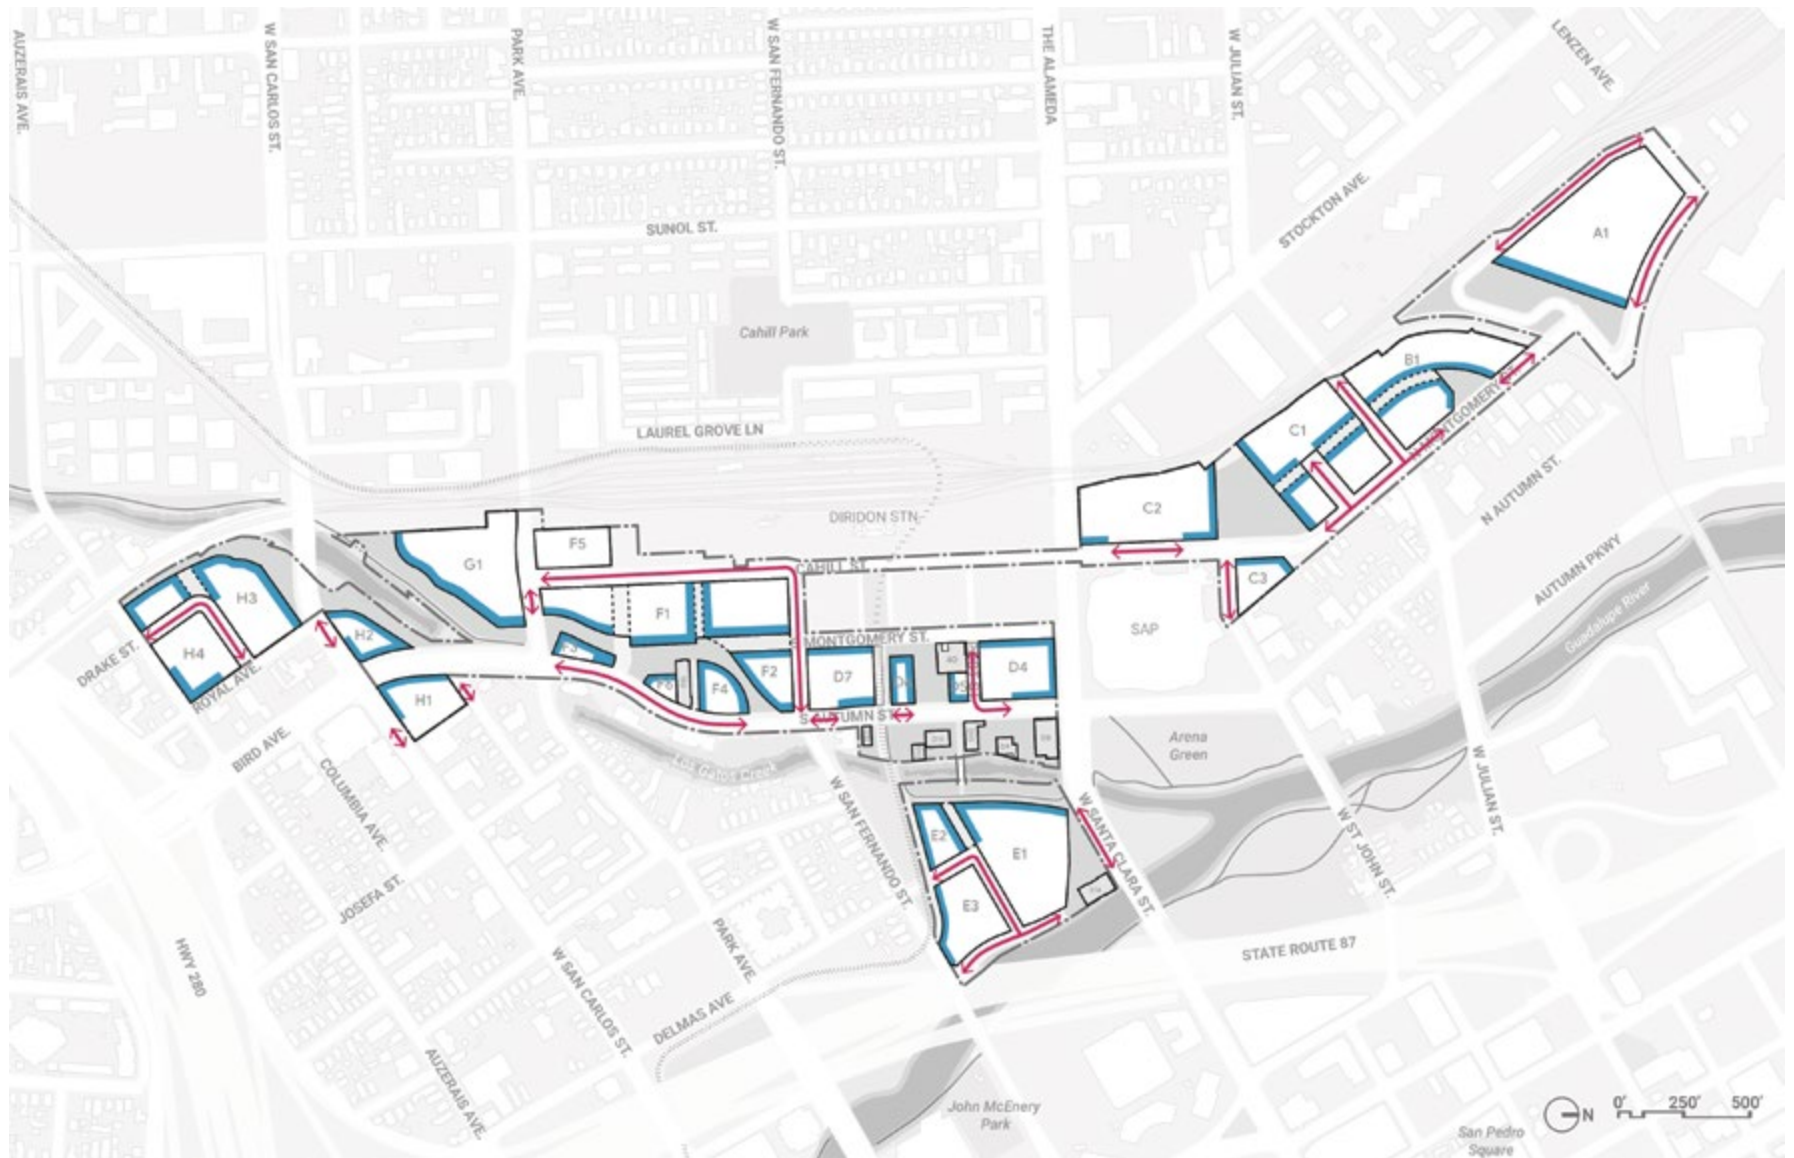 AUZERAIS AVE.
W SAN CARLOS ST.
PARK AVE.
W SAN FERNANDO ST.
THE ALAMEDA
W JULIAN ST.
LENZEN AVE.
SUNOL ST.
STOCKTON AVE.
A1
Cahill Park
B1
LAUREL GROVE LN
C1
N MONTGOMERY ST.
N AUTUMN ST.
C2
DIRIDON STN
F5
G1
CAHILL ST.
C3
AUTUMN PKWY
Guadalupe River
H3
F1
H2
MONTGOMERY ST.
SAP
H4
DRAKE ST.
F3
F2
D7
D4
F6
F4
H1
ROYAL AVE.
S AUTUMN ST.
BIRD AVE.
Arena
Green
Los Gatos Creek
COLUMBIA AVE.
W SAN FERNANDO ST.
E2
E1
W SANTA CLARA ST.
W ST JOHN ST.
W JULIAN ST.
JOSEFA ST.
E3
HWY 280
W SAN CARLOS ST.
PARK AVE.
STATE ROUTE 87
DELMAS AVE
AUZERAIS AVE.
John McEnery
Park
N
0'
250'
500'
San Pedro
Square